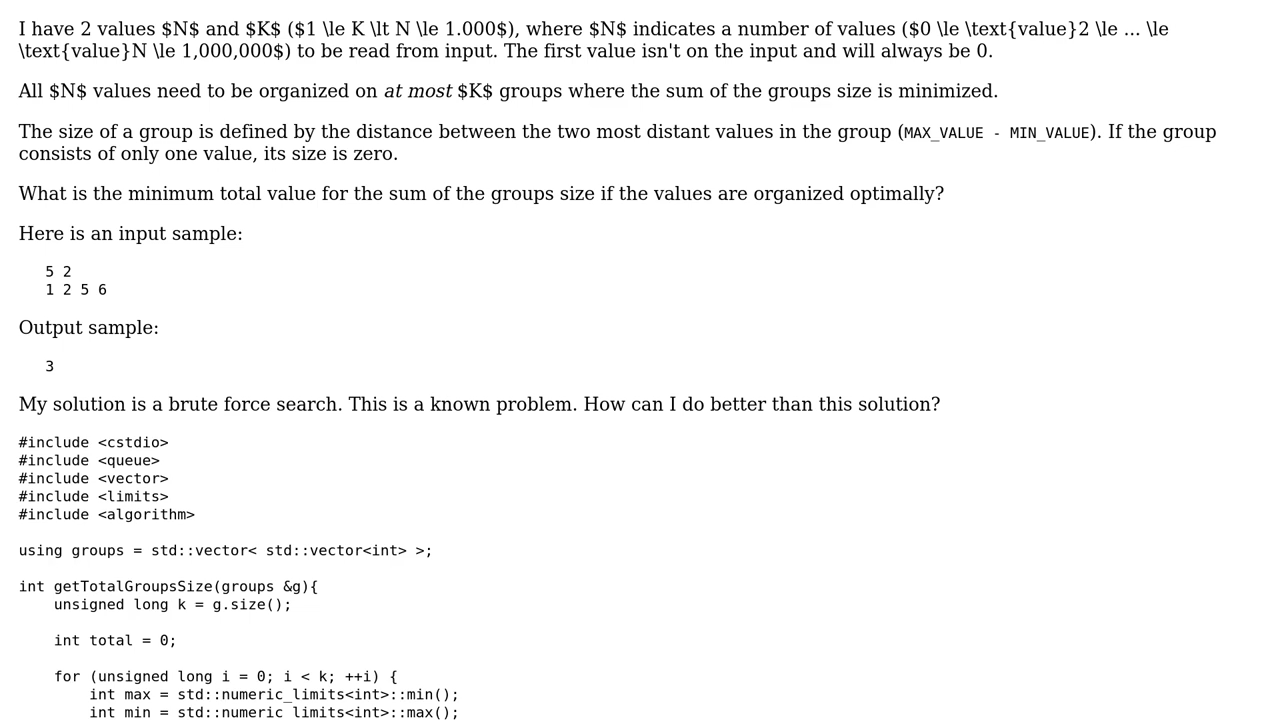 I have 2 values $N$ and $K$ ($1 \le K \lt N \le 1.000$), where $N$ indicates a number of values ($0 \le \text{value}2 \le ... \le
\text{value}N \le 1,000,000$) to be read from input. The first value isn't on the input and will always be 0.
All $N$ values need to be organized on at most $K$ groups where the sum of the groups size is minimized.
The size of a group is defined by the distance between the two most distant values in the group (MAX_VALUE - MIN_VALUE). If the group
consists of only one value, its size is zero.
What is the minimum total value for the sum of the groups size if the values are organized optimally?
Here is an input sample:
5 2
1 2 5 6
Output sample:
3
My solution is a brute force search. This is a known problem. How can I do better than this solution?
#include <cstdio>
#include <queue>
#include <vector>
#include <limits>
#include <algorithm>
using groups = std::vector< std::vector<int> >;
int getTotalGroupsSize(groups &g){
    unsigned long k = g.size();
    int total = 0;
    for (unsigned long i = 0; i < k; ++i) {
        int max = std::numeric_limits<int>::min();
        int min = std::numeric_limits<int>::max();